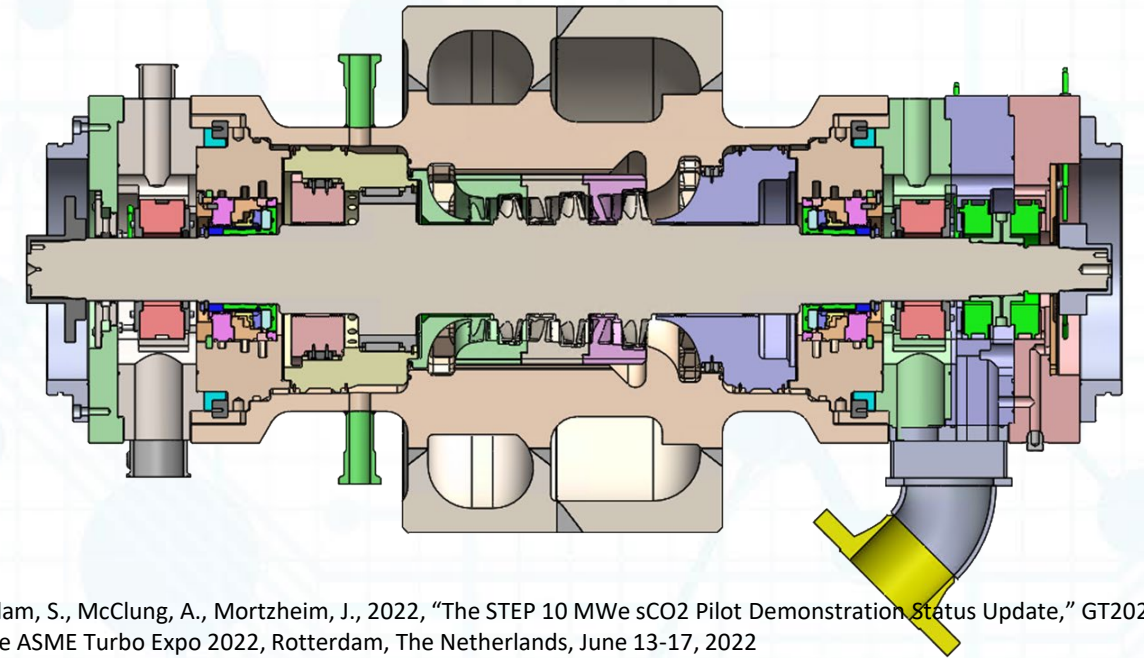 lam, S., McClung, A., Mortzheim, J., 2022, “The STEP 10 MWe sCO2 Pilot Demonstration Status Update,” GT202
e ASME Turbo Expo 2022, Rotterdam, The Netherlands, June 13-17, 2022